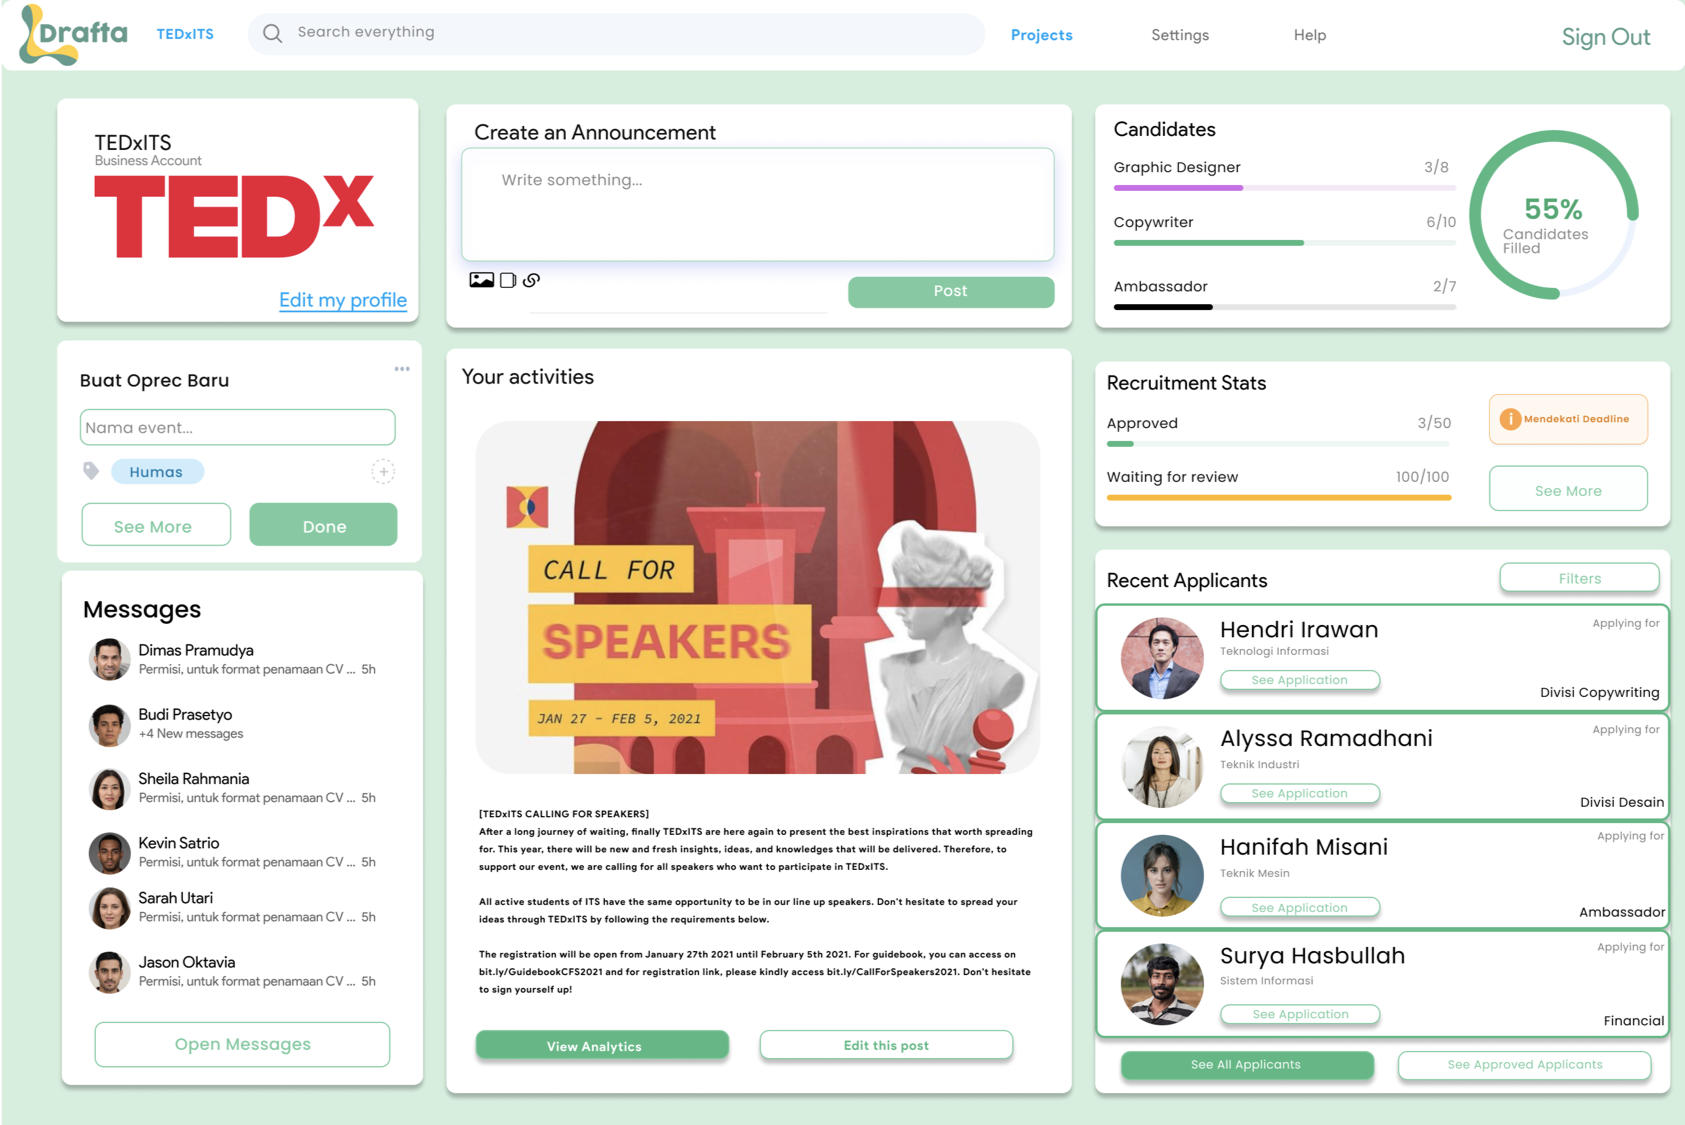 Drafta
TEDxITS
Search everything
Projects
Settings
Help
Sign Out
TEDxITS
Business Account
TEDx
Edit my profile
Buat Oprec Baru
Nama event...
Humas
See More
Done
Messages
Dimas Pramudya
Permisi, untuk format penamaan CV ... 5h
Budi Prasetyo
+4 New messages
Sheila Rahmania
Permisi, untuk format penamaan CV ... 5h
Kevin Satrio
Permisi, untuk format penamaan CV ... 5h
Sarah Utari
Permisi, untuk format penamaan CV ... 5h
Jason Oktavia
Permisi, untuk format penamaan CV ... 5h
Open Messages
Create an Announcement
Write something...
Post
Your activities
CALL FOR
SPEAKERS
JAN 27 - FEB 5, 2021
[TEDxITS CALLING FOR SPEAKERS]
After a long journey of waiting, finally TEDxITS are here again to present the best inspirations that worth spreading
for. This year, there will be new and fresh insights, ideas, and knowledges that will be delivered. Therefore, to
support our event, we are calling for all speakers who want to participate in TEDxITS.
All active students of ITS have the same opportunity to be in our line up speakers. Don't hesitate to spread your
ideas through TEDxITS by following the requirements below.
The registration will be open from January 27th 2021 until February 5th 2021. For guidebook, you can access on
bit.ly/GuidebookCFS2021 and for registration link, please kindly access bit.ly/CallForSpeakers2021. Don't hesitate
to sign yourself up!
View Analytics
Edit this post
Candidates
Graphic Designer 3/8
Copywriter 6/10
Ambassador 2/7
55%
Candidates
Filled
Recruitment Stats
Approved 3/50
Waiting for review 100/100
Mendekati Deadline
See More
Recent Applicants
Filters
Hendri Irawan
Teknologi Informasi
See Application
Applying for
Divisi Copywriting
Alyssa Ramadhani
Teknik Industri
See Application
Applying for
Divisi Desain
Hanifah Misani
Teknik Mesin
See Application
Applying for
Ambassador
Surya Hasbullah
Sistem Informasi
See Application
Applying for
Financial
See All Applicants
See Approved Applicants